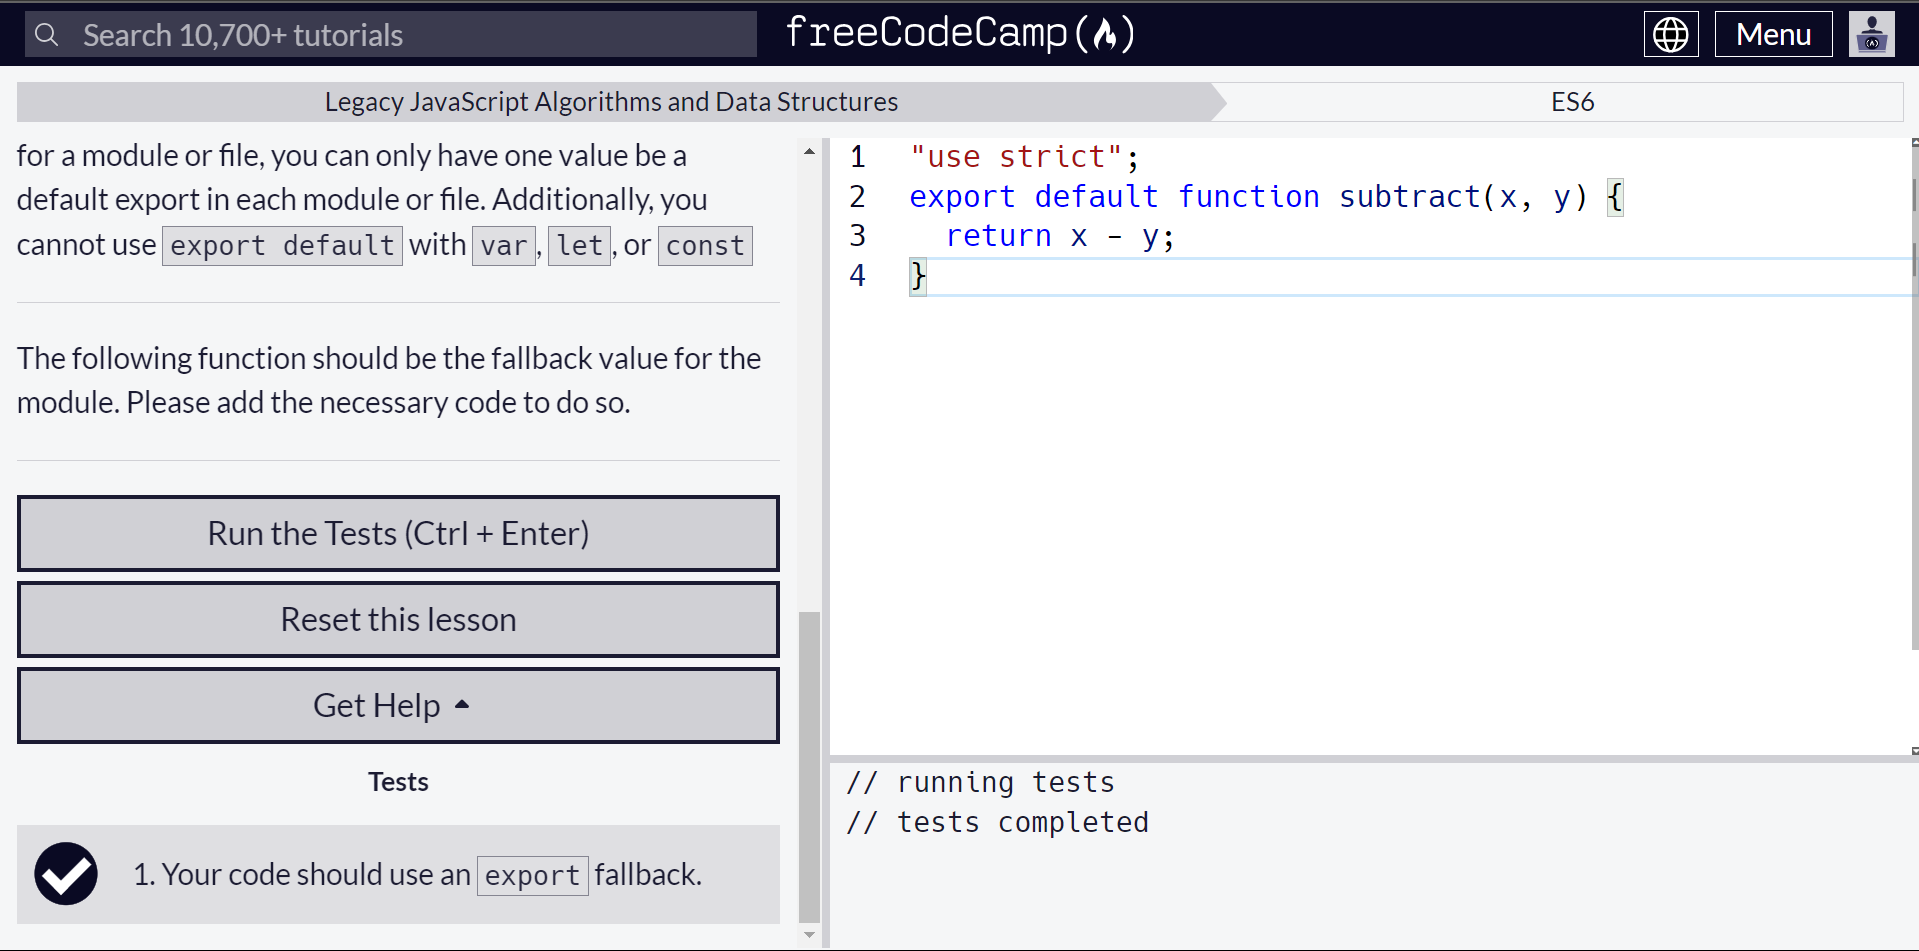 Search 10,700+ tutorials
freeCodeCamp(🔥)
Menu
Legacy JavaScript Algorithms and Data Structures
ES6
for a module or file, you can only have one value be a
default export in each module or file. Additionally, you
cannot use export default with var, let, or const
The following function should be the fallback value for the
module. Please add the necessary code to do so.
Run the Tests (Ctrl + Enter)
Reset this lesson
Get Help
Tests
1. Your code should use an export fallback.
1 "use strict";
2 export default function subtract(x, y) {
3   return x - y;
4 }
// running tests
// tests completed